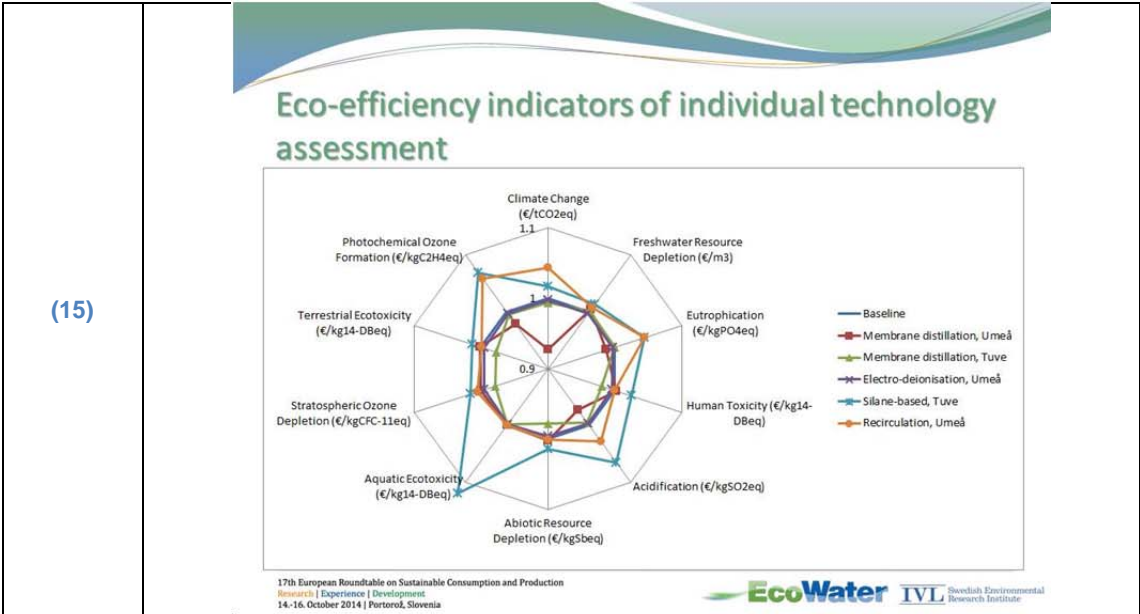 (15)
Eco-efficiency indicators of individual technology
assessment
Climate Change
(€/tCO2eq)
1.1
Photochemical Ozone
Formation (€/kgC2H4eq)
Freshwater Resource
Depletion (€/m3)
1
Terrestrial Ecotoxicity
(€/kg14-DBeq)
Eutrophication
(€/kgPO4eq)
Baseline
Membrane distillation, Umeå
Membrane distillation, Tuve
Electro-deionisation, Umeå
Silane-based, Tuve
Recirculation, Umeå
0.9
Stratospheric Ozone
Depletion (€/kgCFC-11eq)
Human Toxicity (€/kg14-
DBeq)
Aquatic Ecotoxicity
(€/kg14-DBeq)
Acidification (€/kgSO2eq)
Abiotic Resource
Depletion (€/kgSbeq)
17th European Roundtable on Sustainable Consumption and Production
Research | Experience | Development
14.-16. October 2014 | Portorož, Slovenia
EcoWater
IVL Swedish Environmental
Research Institute